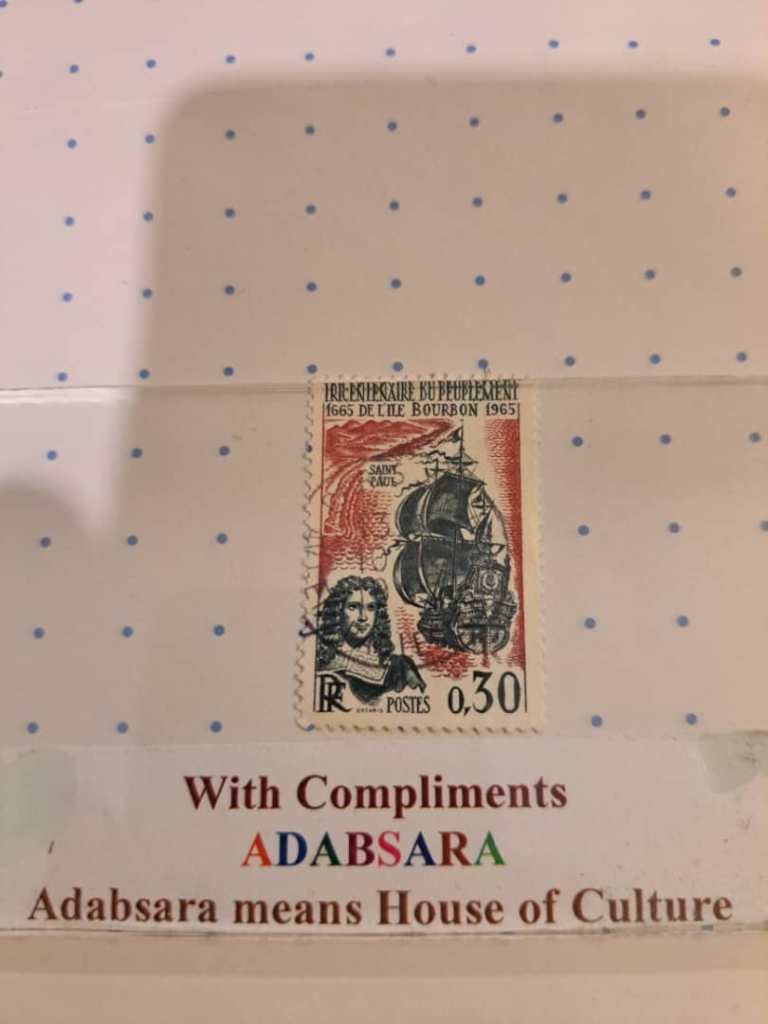 TRICENTENAIRE DU PEUPLEMENT
1665 DE L'ILE BOURBON 1965
SAINT
PAUL
RF
POSTES
0,30
With Compliments
ADABSARA
Adabsara means House of Culture